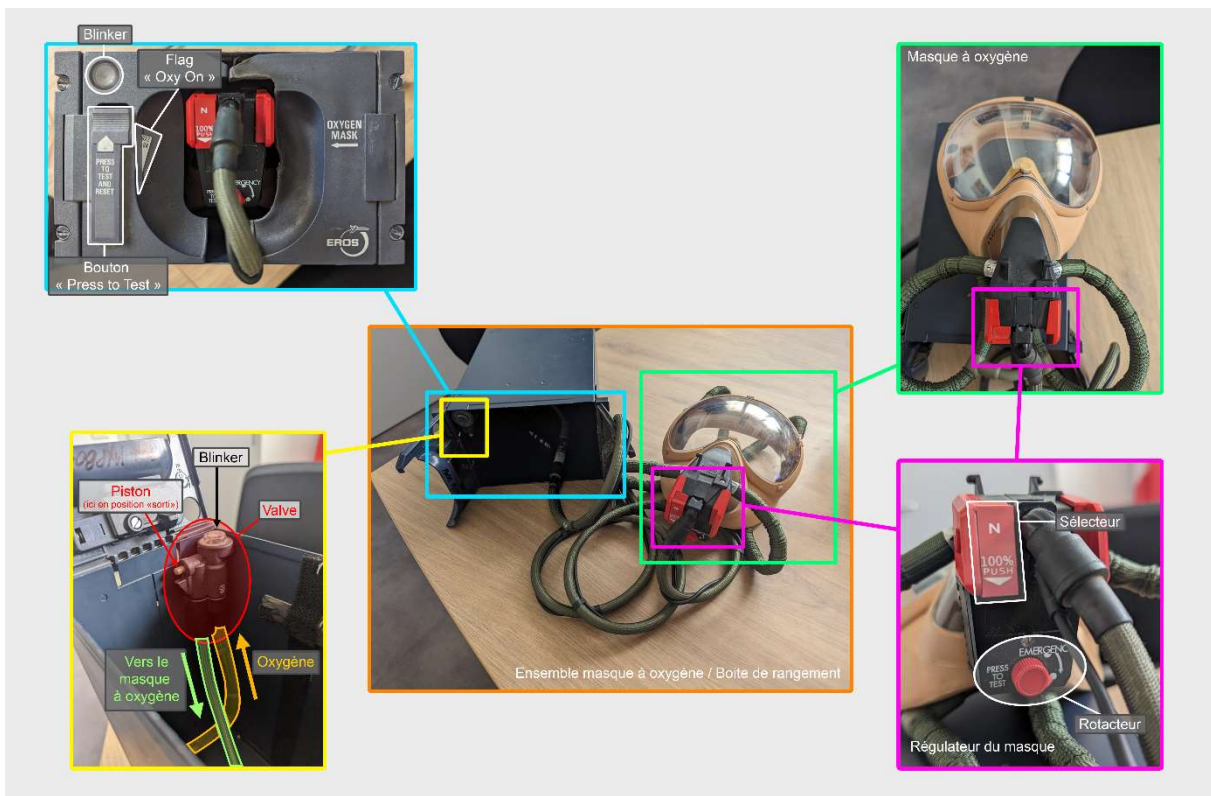 Blinker
Flag
« Oxy On »
N
100%
PUSH
OXYGEN
MASK
PRESS
TO
TEST
AND
RESET
EROS
Bouton
« Press to Test »
Masque à oxygène
Blinker
Piston
(ici en position «sorti»)
Valve
Vers le
masque
à oxygène
Oxygène
Ensemble masque à oxygène / Boite de rangement
N
100%
PUSH
Sélecteur
EMERGENC
PRESS
TO
TEST
Rotacteur
Régulateur du masque